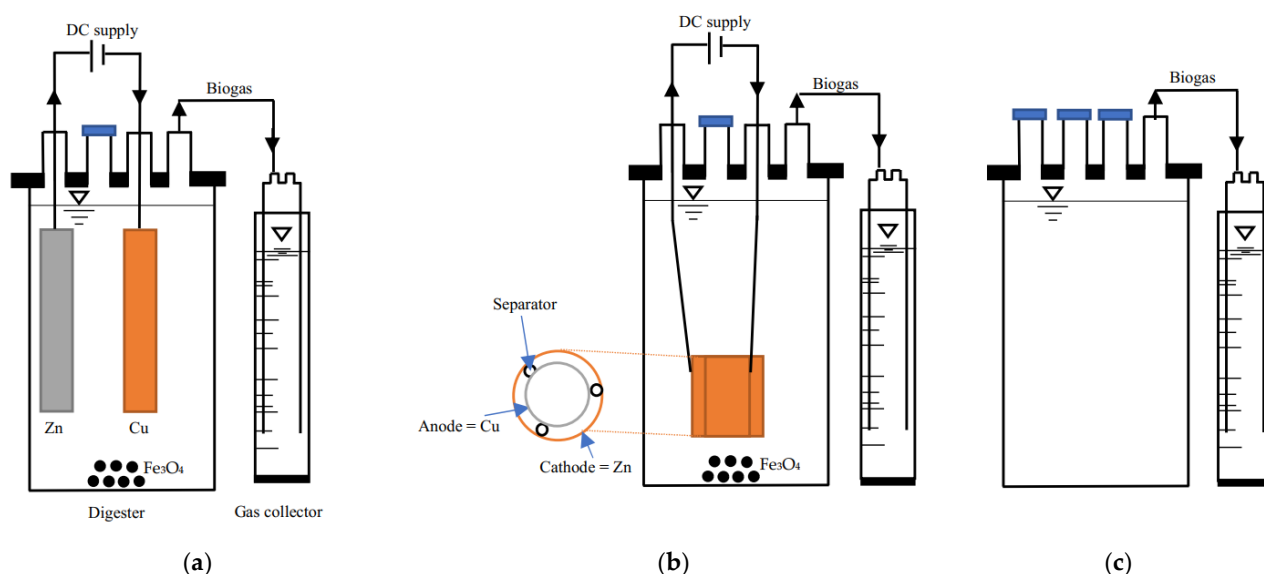 DC supply
Biogas
Zn
Cu
Fe₃O₄
Digester
Gas collector
(a)
DC supply
Biogas
Separator
Anode = Cu
Cathode = Zn
Fe₃O₄
(b)
Biogas
(c)